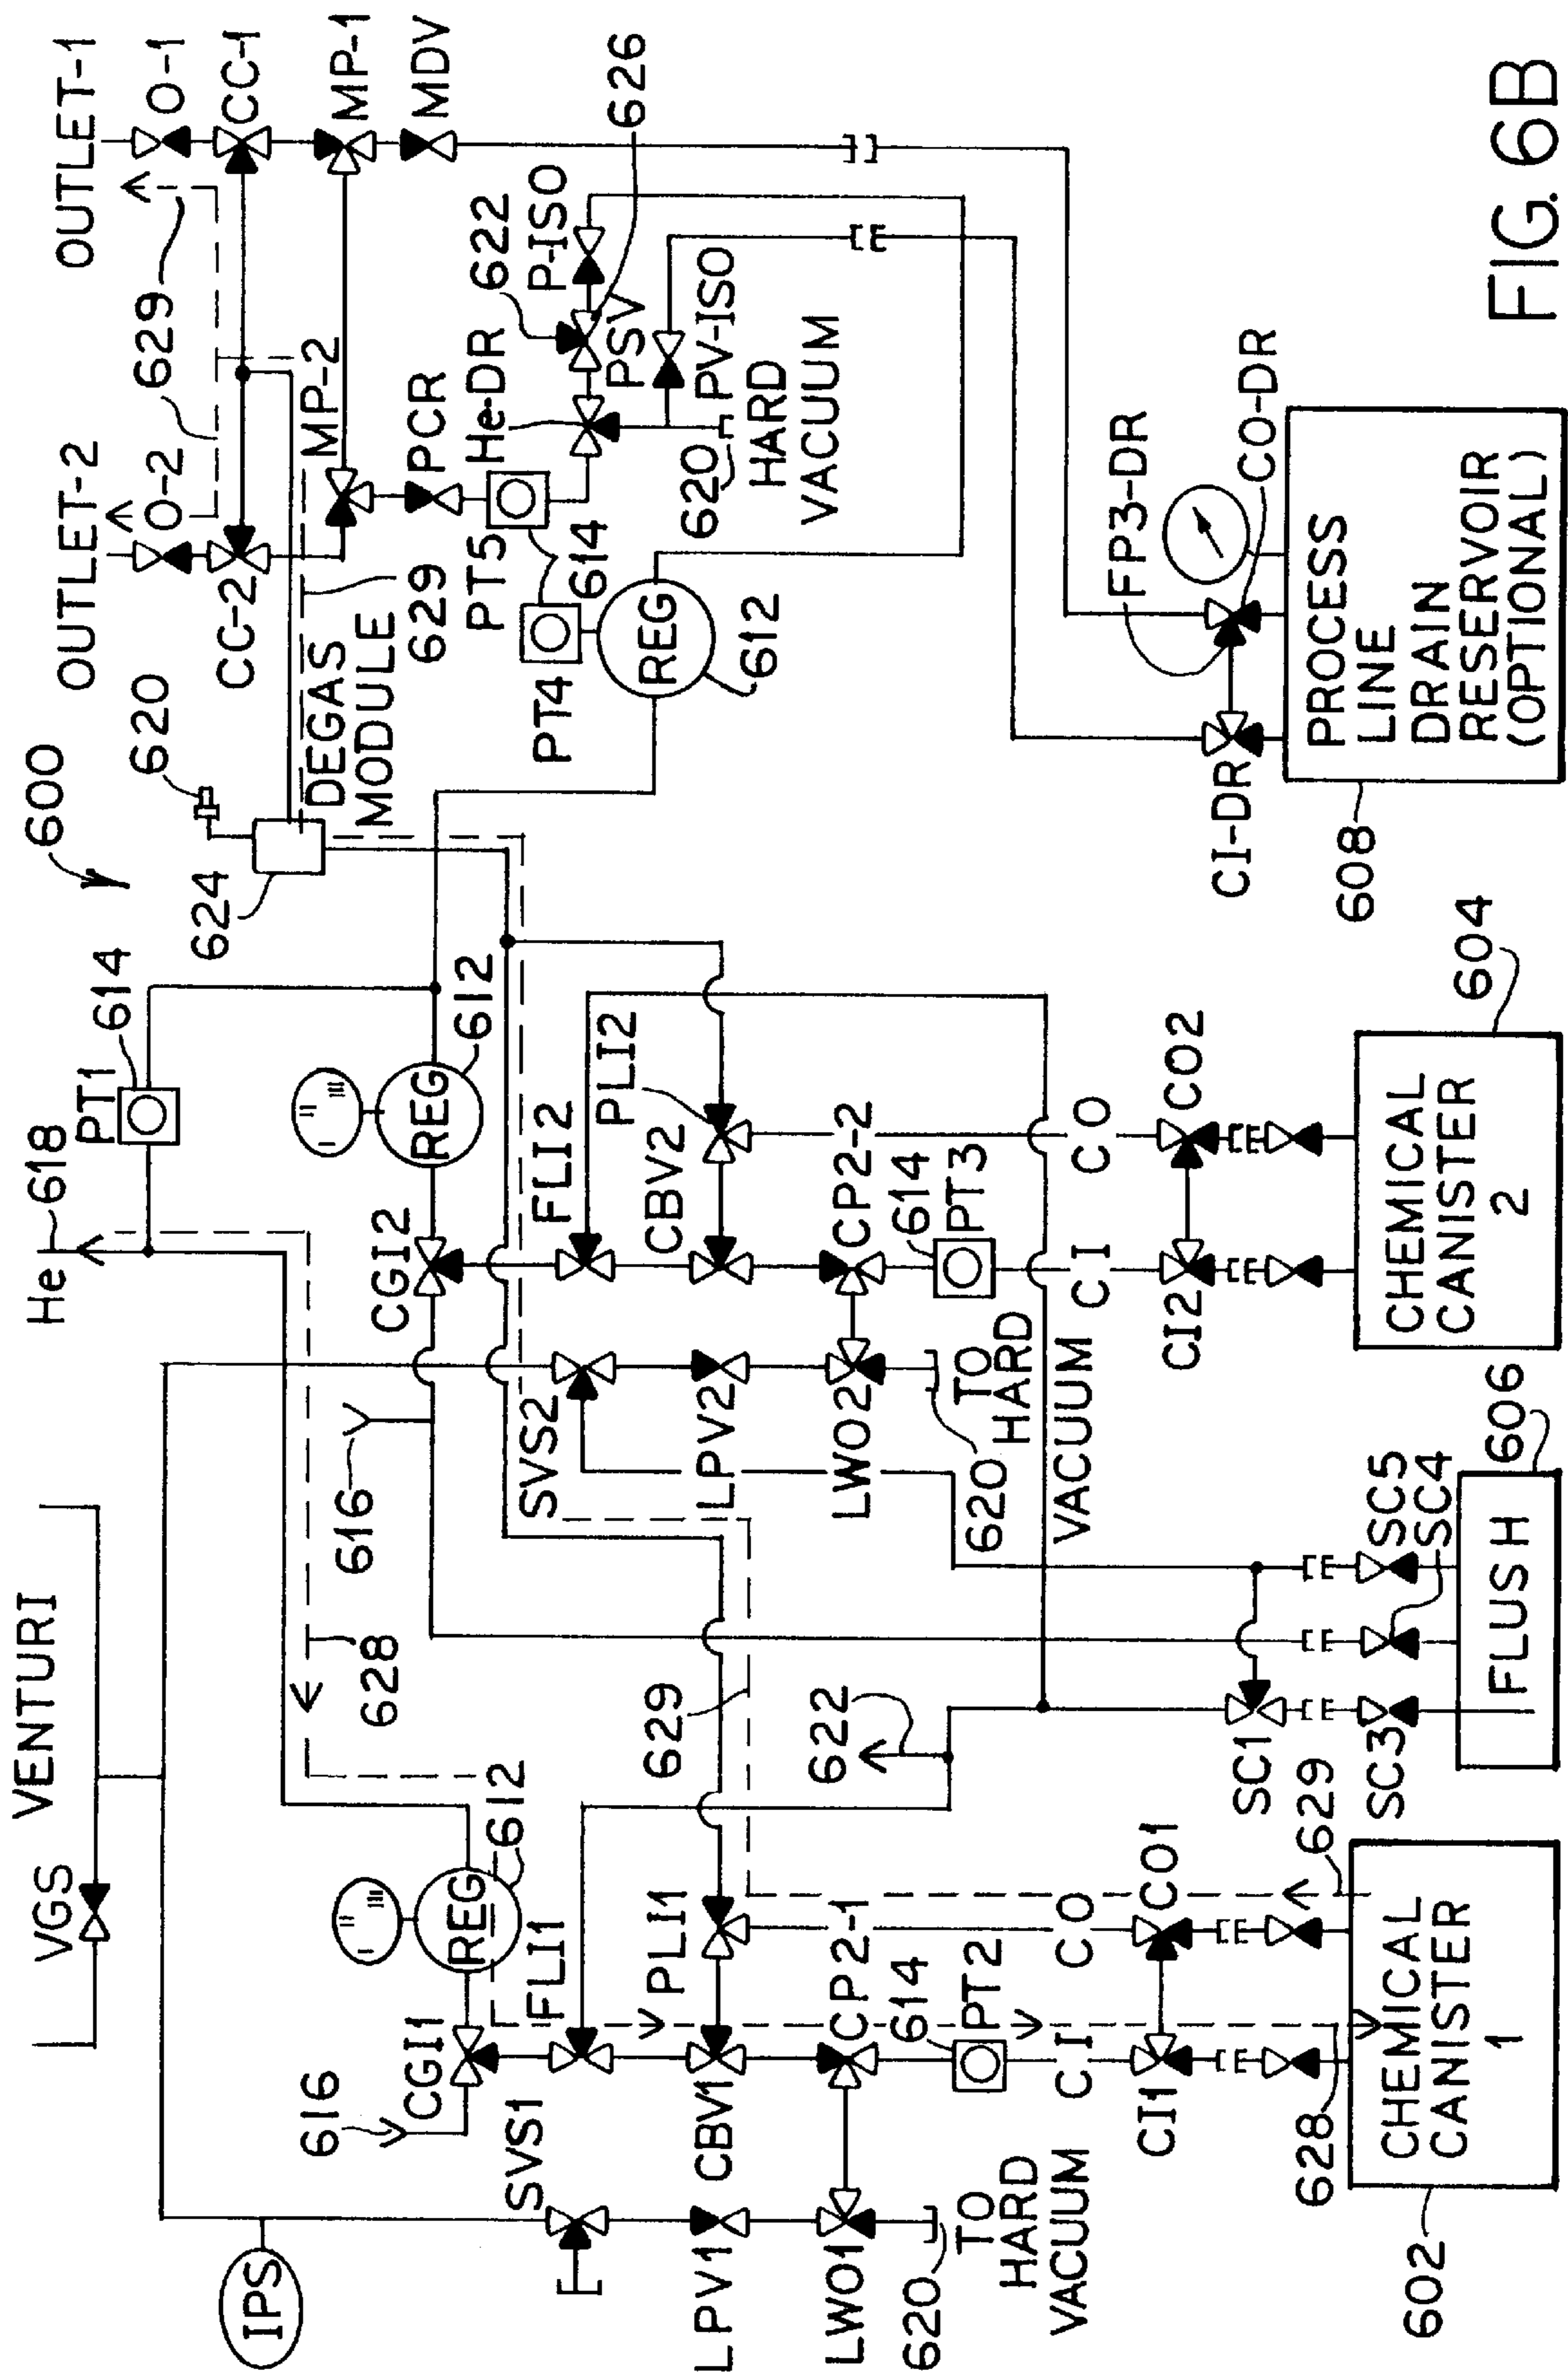 FIG. 6B
600
VENTURI
VGS
IPS
He
618
PT1
614
620
624
DEGAS
MODULE
OUTLET-2
O-2
CC-2
629
OUTLET-1
O-1
CC-1
MP-1
MDV
629
MP-2
PCR
He-DR
622
P-ISO
626
PSV
PV-ISO
620
HARD
VACUUM
PT5
614
PT4
REG
612
628
616
CGI1
REG
612
FLI1
SVS1
LPV1
CBV1
PLI1
CP2-1
614
PT2
LWO1
620
TO
HARD
VACUUM
CI
CO
CI1
CO1
628
629
CHEMICAL
CANISTER
1
602
629
622
616
CGI2
REG
612
FLI2
SVS2
LPV2
CBV2
PLI2
CP2-2
614
PT3
LWO2
620
TO
HARD
VACUUM
CI
CO
CI2
CO2
CHEMICAL
CANISTER
2
604
SC1
SC3
SC5
SC4
FLUSH
606
CI-DR
FP3-DR
CO-DR
PROCESS
LINE
DRAIN
RESERVOIR
(OPTIONAL)
608